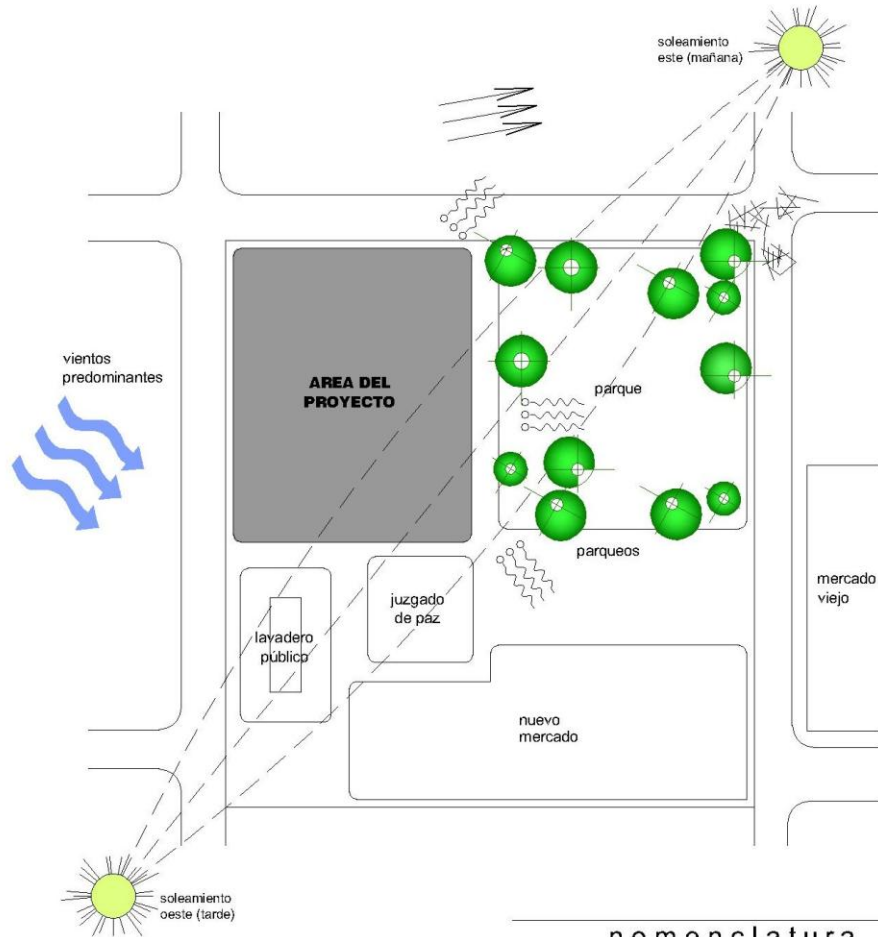 soleamiento
este (mañana)
vientos
predominantes
AREA DEL
PROYECTO
parque
parqueos
juzgado
de paz
lavadero
público
mercado
viejo
nuevo
mercado
soleamiento
oeste (tarde)
nomenclatura